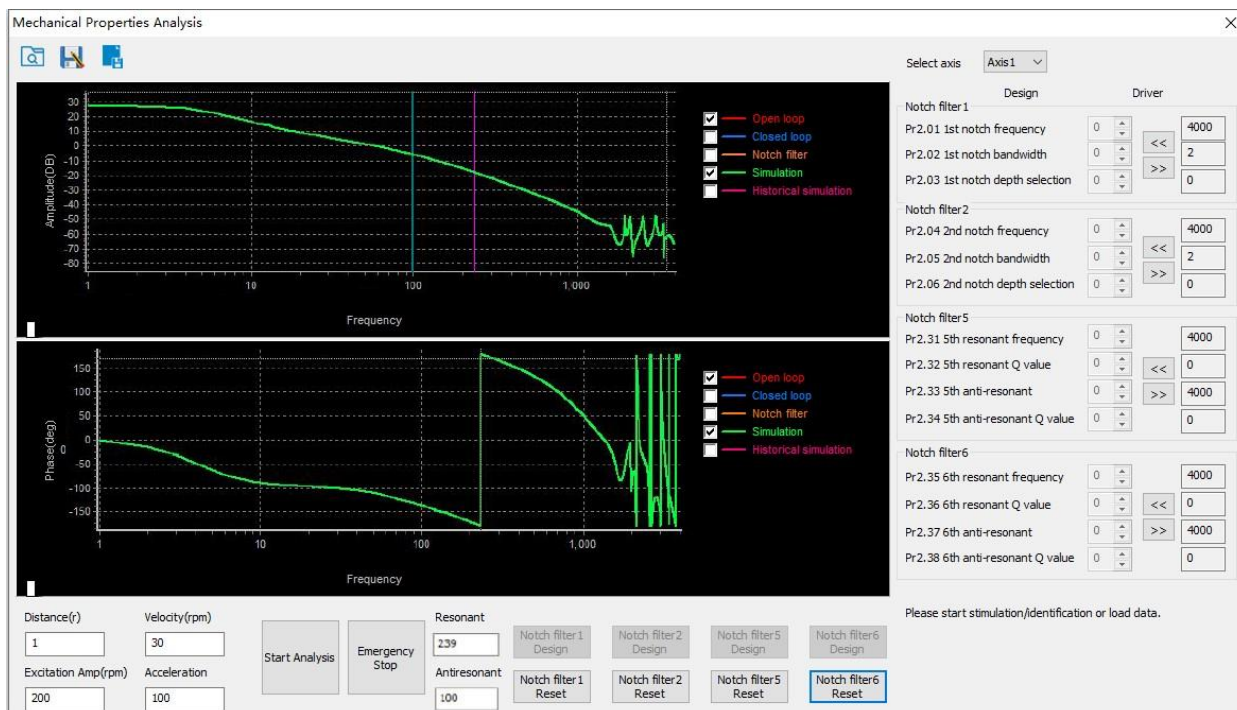 Mechanical Properties Analysis
Select axis Axis1
Design Driver
30
20
10
0
-10
-20
-30
-40
-50
-60
-70
-80
Amplitude(DB)
1 10 100 1,000
Frequency
Open loop
Closed loop
Notch filter
Simulation
Historical simulation
150
100
50
0
-50
-100
-150
Phase(deg)
0
1 10 100 1,000
Frequency
Open loop
Closed loop
Notch filter
Simulation
Historical simulation
Notch filter1
Pr2.01 1st notch frequency 0 4000
<<
Pr2.02 1st notch bandwidth 0 2
>>
Pr2.03 1st notch depth selection 0 0
Notch filter2
Pr2.04 2nd notch frequency 0 4000
<<
Pr2.05 2nd notch bandwidth 0 2
>>
Pr2.06 2nd notch depth selection 0 0
Notch filter5
Pr2.31 5th resonant frequency 0 4000
Pr2.32 5th resonant Q value 0 << 0
Pr2.33 5th anti-resonant 0 >> 4000
Pr2.34 5th anti-resonant Q value 0 0
Notch filter6
Pr2.35 6th resonant frequency 0 4000
Pr2.36 6th resonant Q value 0 << 0
Pr2.37 6th anti-resonant 0 >> 4000
Pr2.38 6th anti-resonant Q value 0 0
Please start stimulation/identification or load data.
Distance(r) Velocity(rpm)
1 30
Excitation Amp(rpm) Acceleration
200 100
Start Analysis
Emergency
Stop
Resonant
239
Antiresonant
100
Notch filter1
Design
Notch filter2
Design
Notch filter5
Design
Notch filter6
Design
Notch filter1
Reset
Notch filter2
Reset
Notch filter5
Reset
Notch filter6
Reset